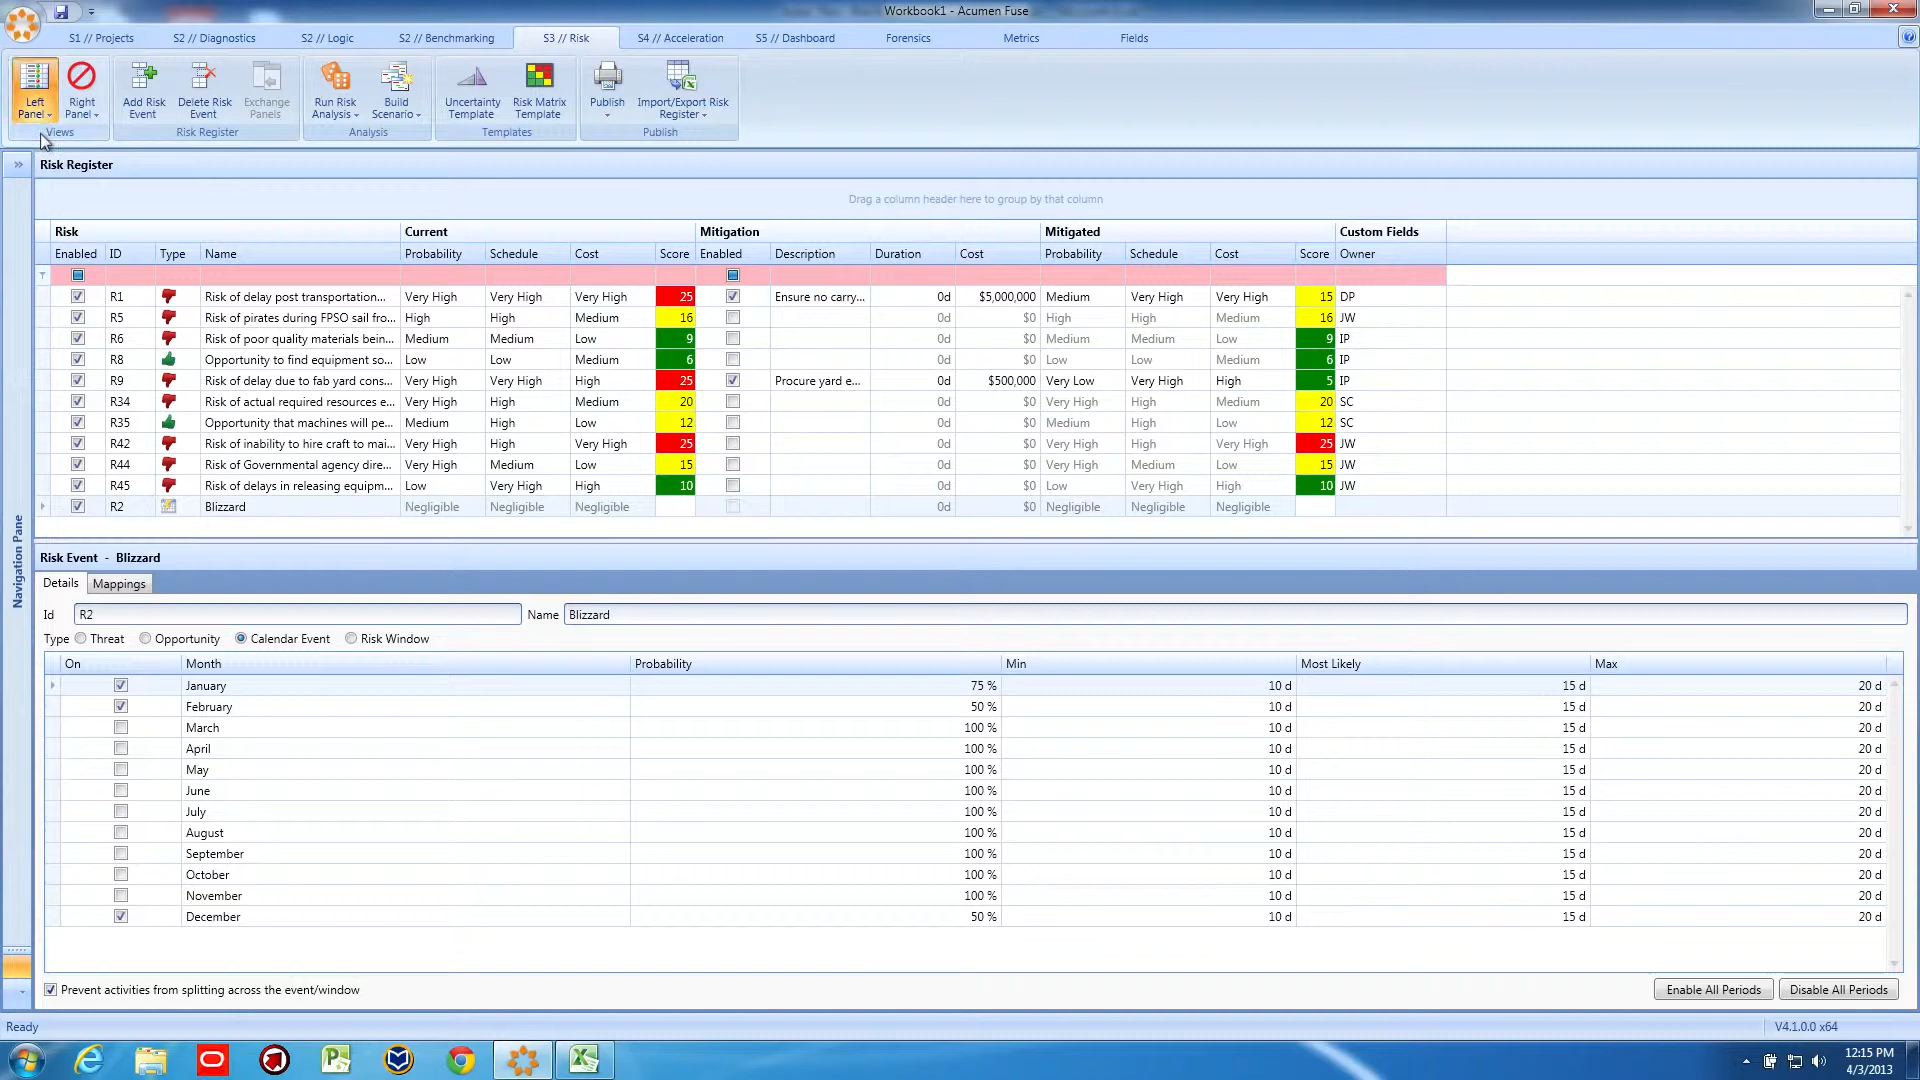 Workbook1 - Acumen Fuse
S1 // Projects S2 // Diagnostics S2 // Logic S2 // Benchmarking S3 // Risk S4 // Acceleration S5 // Dashboard Forensics Metrics Fields
Left Panel Right Panel Add Risk Event Delete Risk Event Exchange Panels Run Risk Analysis Build Scenario Uncertainty Template Risk Matrix Template Publish Import/Export Risk Register
Views Risk Register Analysis Templates Publish
Risk Register
Drag a column header here to group by that column
Risk Current Mitigation Mitigated Custom Fields
Enabled ID Type Name Probability Schedule Cost Score Enabled Description Duration Cost Probability Schedule Cost Score Owner
R1 Risk of delay post transportation... Very High Very High Very High 25 Ensure no carry... 0d $5,000,000 Medium Very High Very High 15 DP
R5 Risk of pirates during FPSO sail fro... High High Medium 16 0d $0 High High Medium 16 JW
R6 Risk of poor quality materials bein... Medium Medium Low 9 0d $0 Medium Medium Low 9 IP
R8 Opportunity to find equipment so... Low Low Medium 6 0d $0 Low Low Medium 6 IP
R9 Risk of delay due to fab yard cons... Very High Very High High 25 Procure yard e... 0d $500,000 Very Low Very High High 5 IP
R34 Risk of actual required resources e... Very High High Medium 20 0d $0 Very High High Medium 20 SC
R35 Opportunity that machines will pe... Medium High Low 12 0d $0 Medium High Low 12 SC
R42 Risk of inability to hire craft to mai... Very High High Very High 25 0d $0 Very High High Very High 25 JW
R44 Risk of Governmental agency dire... Very High Medium Low 15 0d $0 Very High Medium Low 15 JW
R45 Risk of delays in releasing equipm... Low Very High High 10 0d $0 Low Very High High 10 JW
R2 Blizzard Negligible Negligible Negligible 0d $0 Negligible Negligible Negligible
Navigation Pane
Risk Event - Blizzard
Details Mappings
Id R2 Name Blizzard
Type Threat Opportunity Calendar Event Risk Window
On Month Probability Min Most Likely Max
January 75 % 10 d 15 d 20 d
February 50 % 10 d 15 d 20 d
March 100 % 10 d 15 d 20 d
April 100 % 10 d 15 d 20 d
May 100 % 10 d 15 d 20 d
June 100 % 10 d 15 d 20 d
July 100 % 10 d 15 d 20 d
August 100 % 10 d 15 d 20 d
September 100 % 10 d 15 d 20 d
October 100 % 10 d 15 d 20 d
November 100 % 10 d 15 d 20 d
December 50 % 10 d 15 d 20 d
Prevent activities from splitting across the event/window Enable All Periods Disable All Periods
Ready V4.1.0.0 x64
12:15 PM
4/3/2013